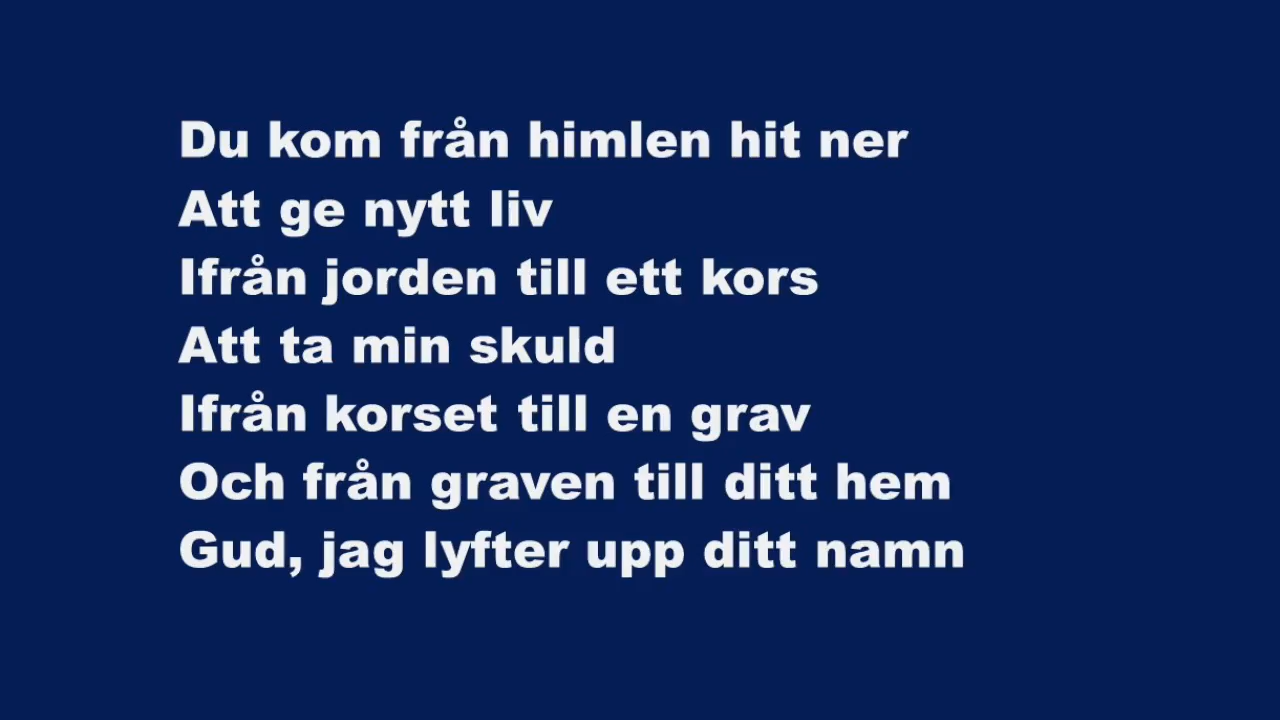 Du kom från himlen hit ner
Att ge nytt liv
Ifrån jorden till ett kors
Att ta min skuld
Ifrån korset till en grav
Och från graven till ditt hem
Gud, jag lyfter upp ditt namn